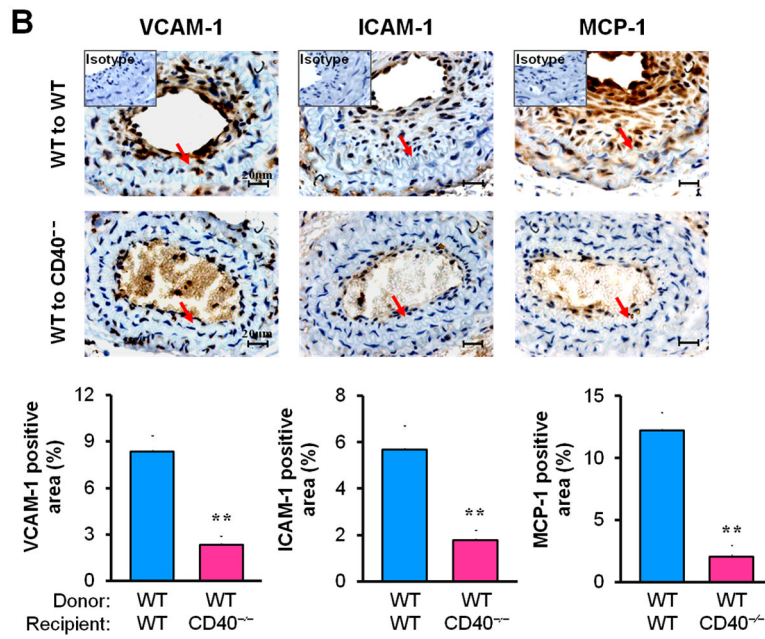 B
VCAM-1 ICAM-1 MCP-1
WT to WT
Isotype Isotype Isotype
20um
WT to CD40−−
20um
VCAM-1 positive area (%)
12
9
6
3
0
ICAM-1 positive area (%)
8
6
4
2
0
MCP-1 positive area (%)
15
10
5
0
** ** **
Donor: WT WT WT WT WT WT
Recipient: WT CD40−/− WT CD40−/− WT CD40−/−